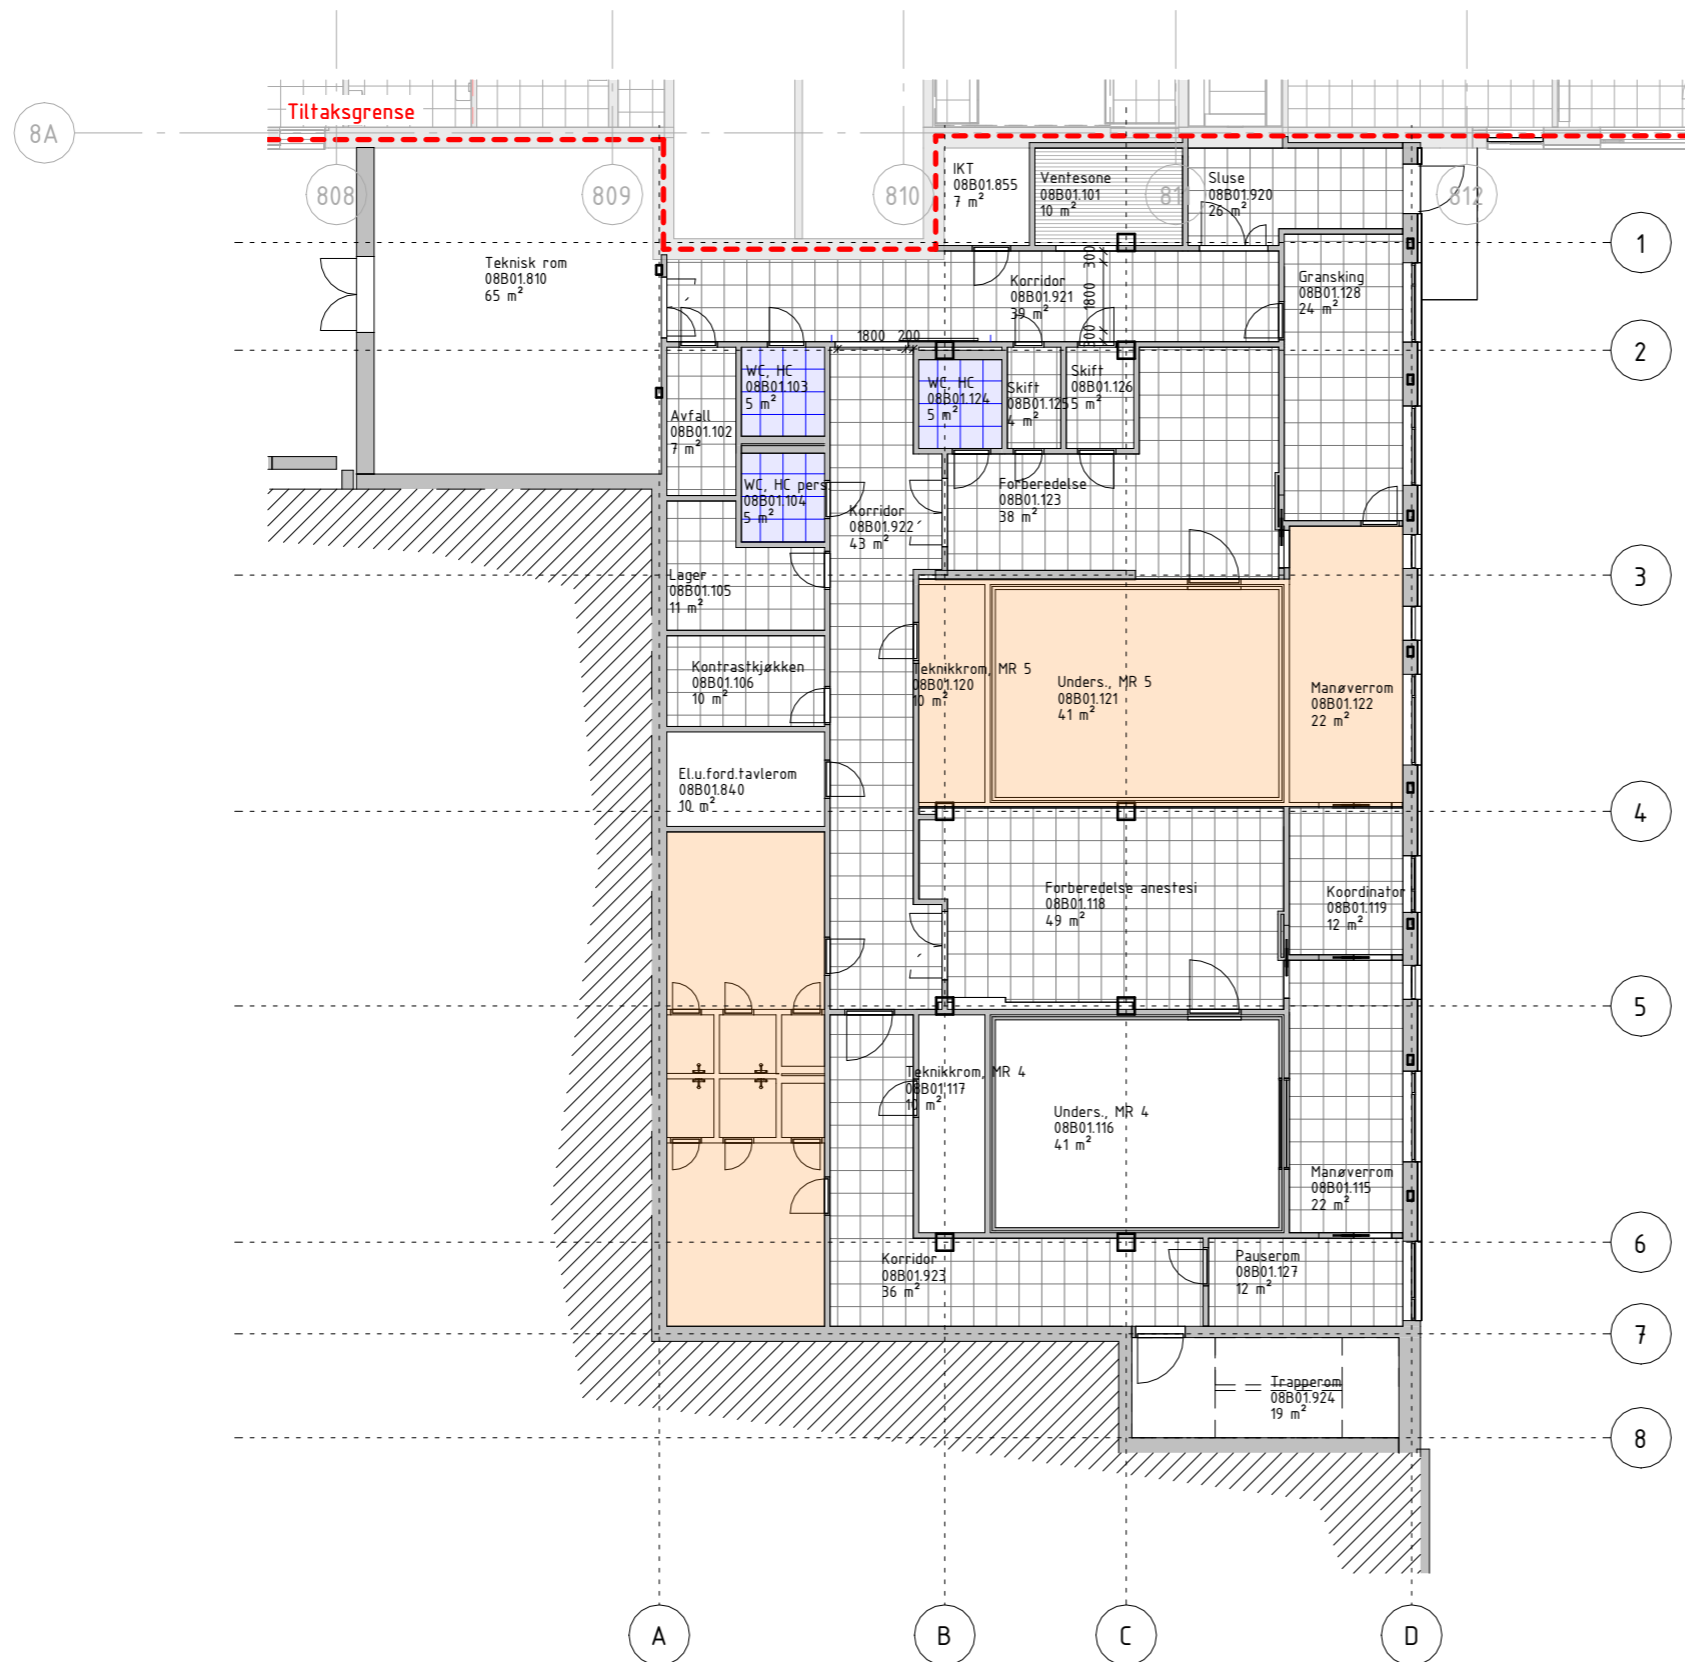 Tiltaksgrense
8A
808
809
810
812
IKT
08B01.855
7 m²
Ventesone
08B01.101
10 m²
Sluse
08B01.920
26 m²
1
Teknisk rom
08B01.810
65 m²
Korridor
08B01.921
39 m²
300
1800
300
Gransking
08B01.128
24 m²
1800 200
2
WC, HC
08B01.103
5 m²
WC, HC
08B01.124
5 m²
Skift
08B01.125
4 m²
Skift
08B01.126
5 m²
Avfall
08B01.102
7 m²
WC, HC pers
08B01.104
5 m²
Korridor
08B01.922
43 m²
Forberedelse
08B01.123
38 m²
3
Lager
08B01.105
11 m²
Kontrastkjøkken
08B01.106
10 m²
Teknikkrom, MR 5
08B01.120
10 m²
Unders., MR 5
08B01.121
41 m²
Manøverrom
08B01.122
22 m²
El.u.ford.tavlerom
08B01.840
10 m²
4
Forberedelse anestesi
08B01.118
49 m²
Koordinator
08B01.119
12 m²
5
Teknikkrom, MR 4
08B01.117
10 m²
Unders., MR 4
08B01.116
41 m²
Manøverrom
08B01.115
22 m²
6
Korridor
08B01.923
36 m²
Pauserom
08B01.127
12 m²
7
Trapperom
08B01.924
19 m²
8
A
B
C
D